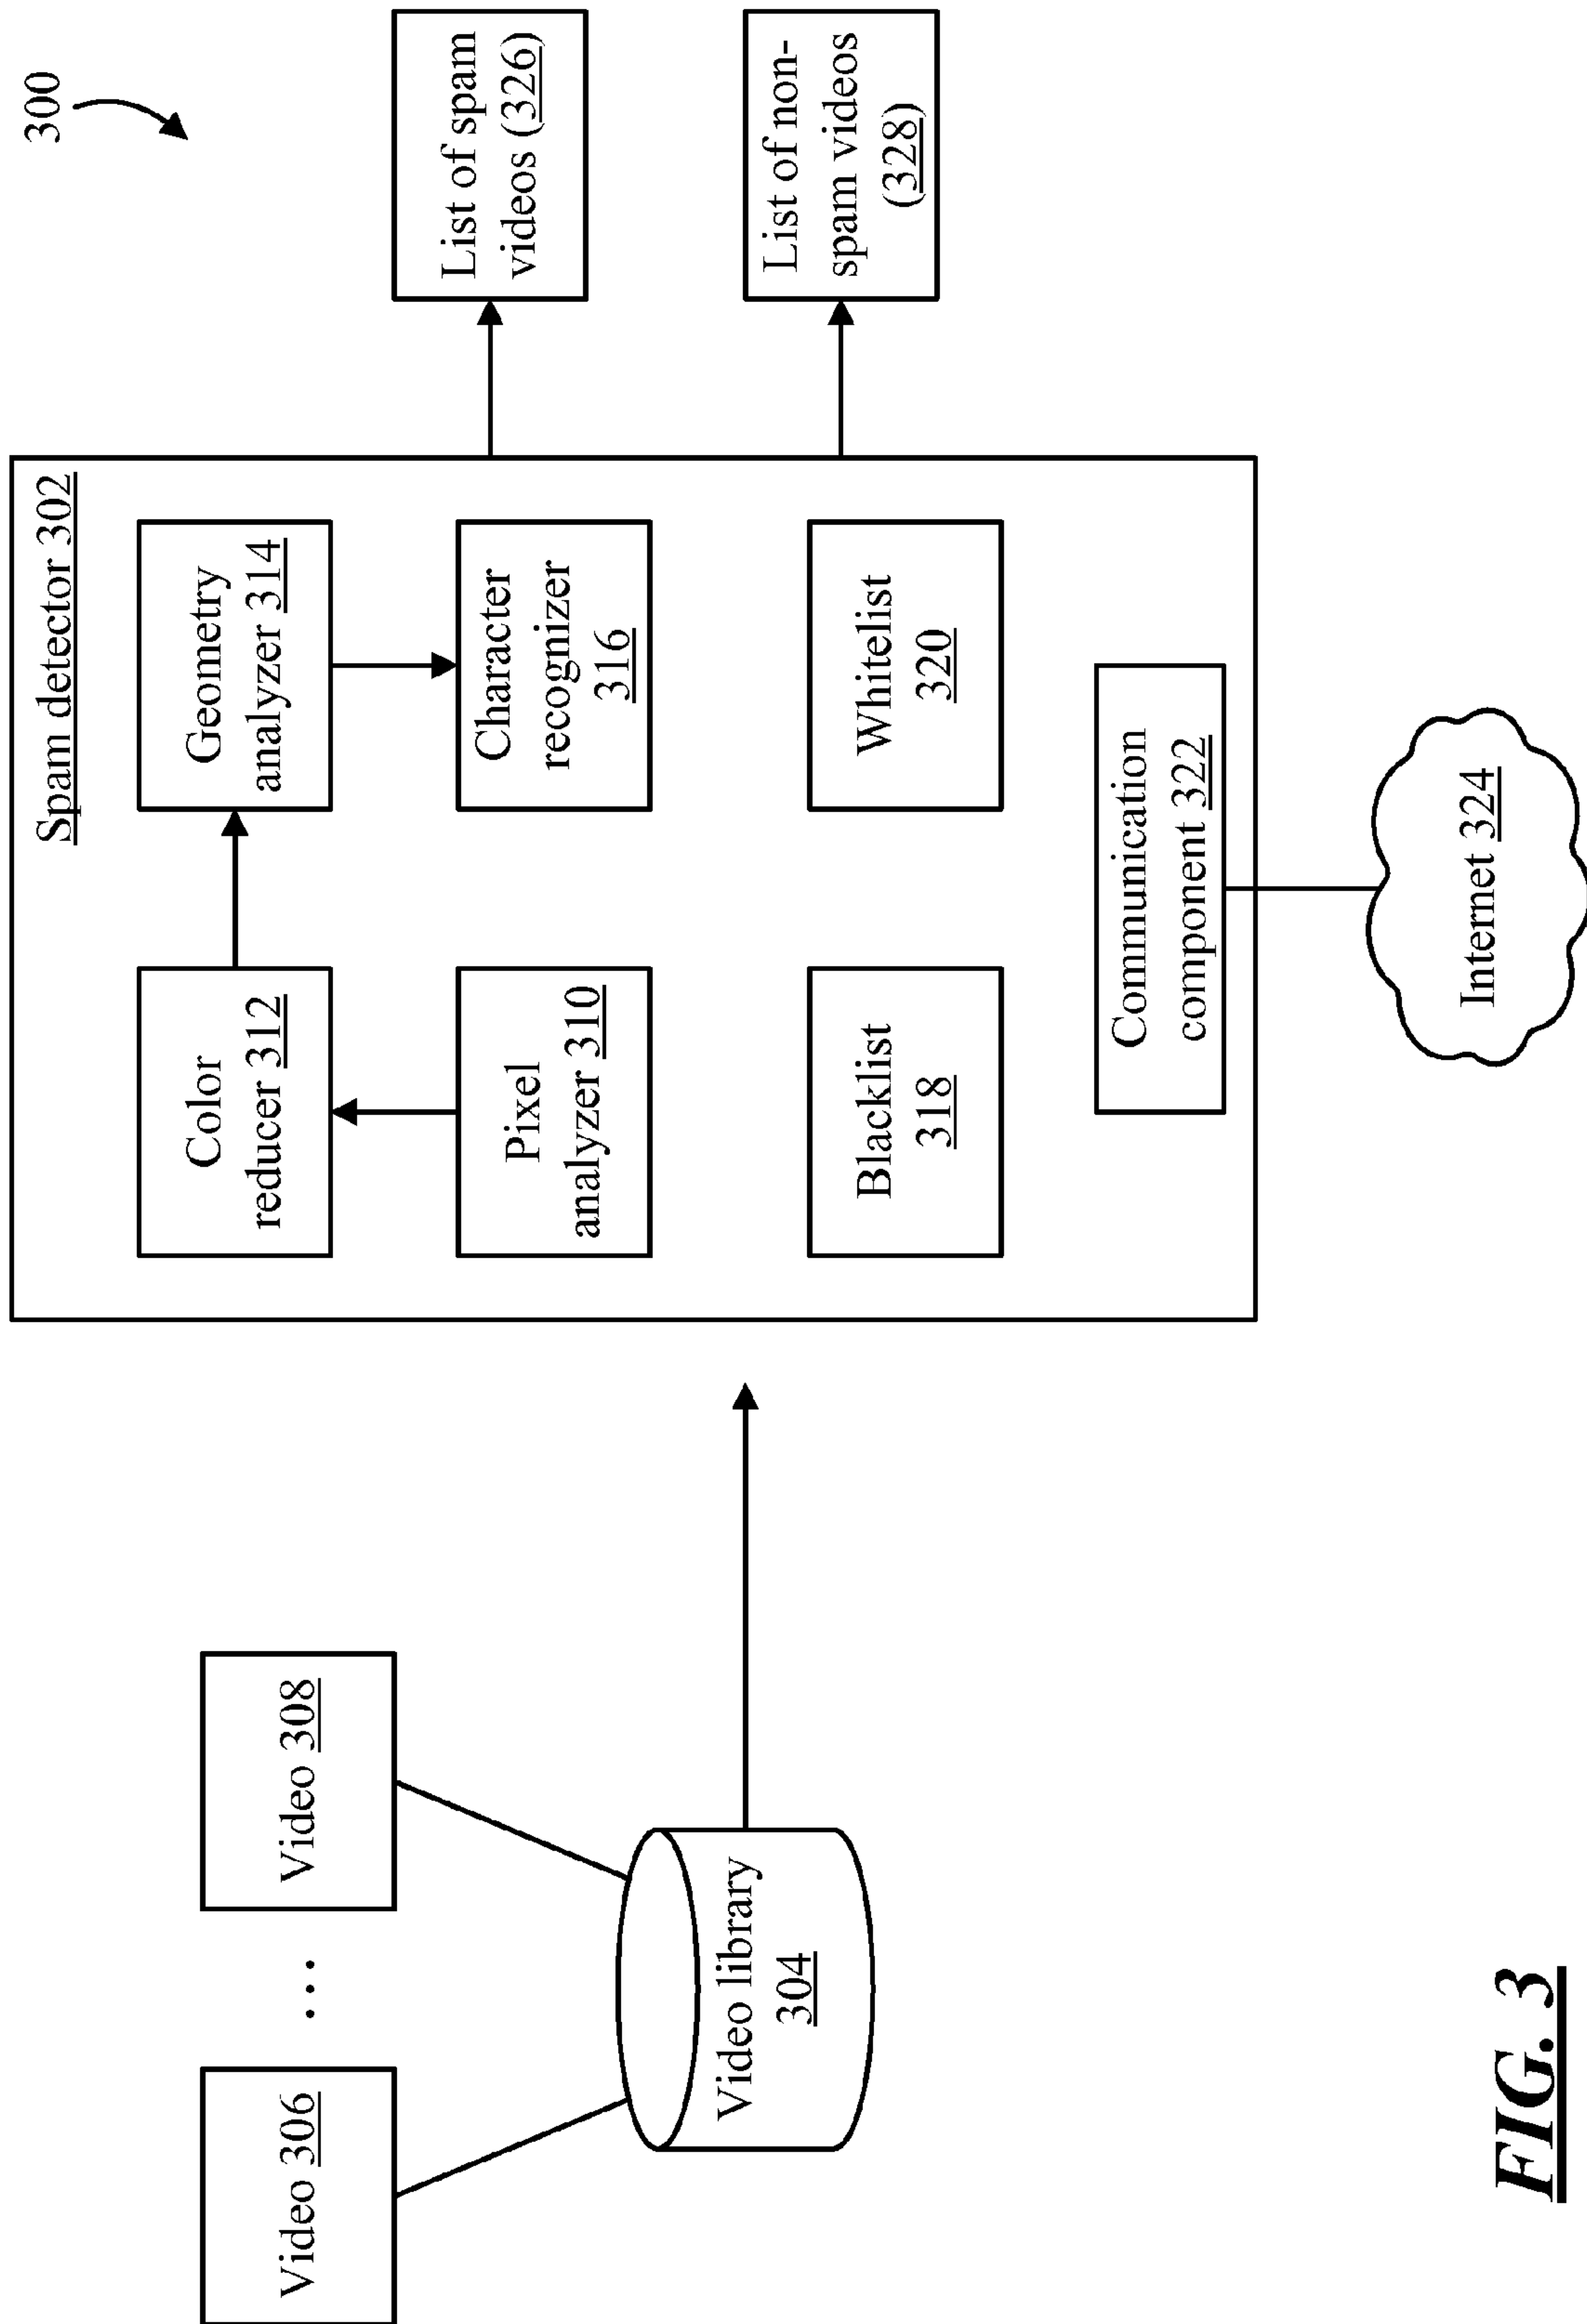 300
Video 306
...
Video 308
Video library
304
Spam detector 302
Color
reducer 312
Geometry
analyzer 314
Pixel
analyzer 310
Character
recognizer
316
Blacklist
318
Whitelist
320
Communication
component 322
Internet 324
List of spam
videos (326)
List of non-
spam videos
(328)
FIG. 3